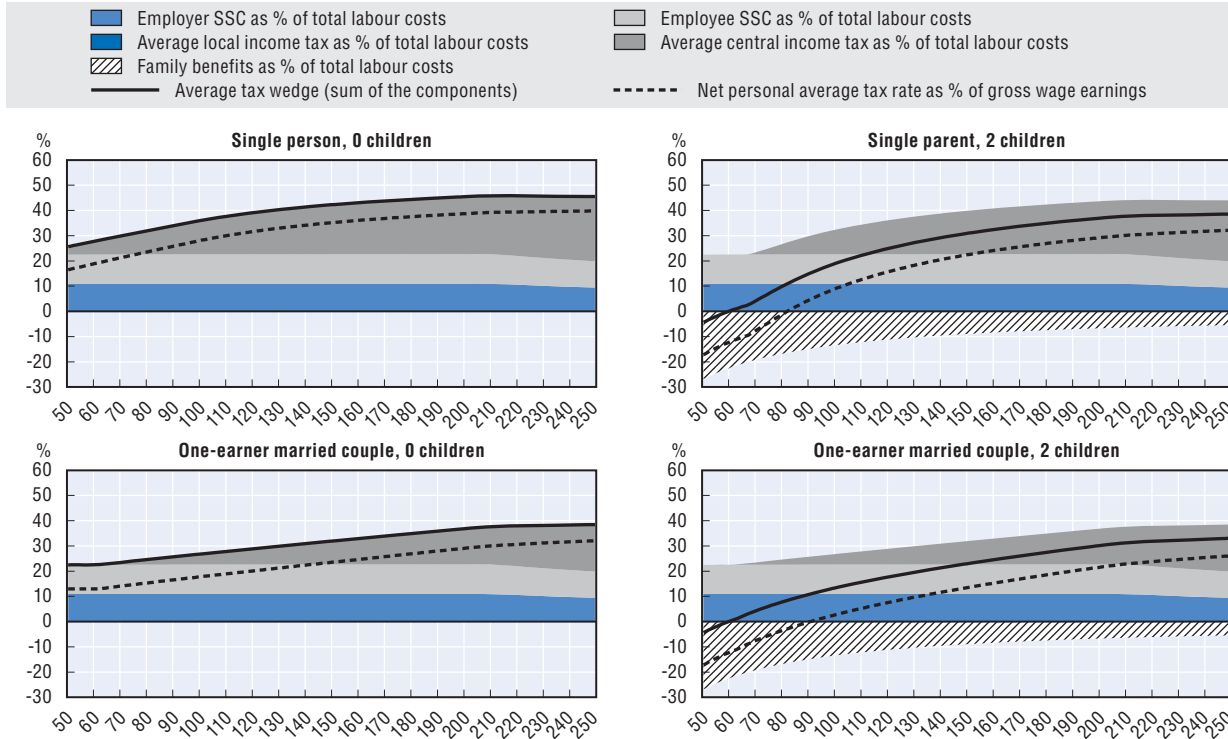 Employer SSC as % of total labour costs
Employee SSC as % of total labour costs
Average local income tax as % of total labour costs
Average central income tax as % of total labour costs
Family benefits as % of total labour costs
Average tax wedge (sum of the components)
Net personal average tax rate as % of gross wage earnings
%
Single person, 0 children
60
50
40
30
20
10
0
-10
-20
-30
50 60 70 80 90 100 110 120 130 140 150 160 170 180 190 200 210 220 230 240 250
%
Single parent, 2 children
60
50
40
30
20
10
0
-10
-20
-30
50 60 70 80 90 100 110 120 130 140 150 160 170 180 190 200 210 220 230 240 250
%
One-earner married couple, 0 children
60
50
40
30
20
10
0
-10
-20
-30
50 60 70 80 90 100 110 120 130 140 150 160 170 180 190 200 210 220 230 240 250
%
One-earner married couple, 2 children
60
50
40
30
20
10
0
-10
-20
-30
50 60 70 80 90 100 110 120 130 140 150 160 170 180 190 200 210 220 230 240 250